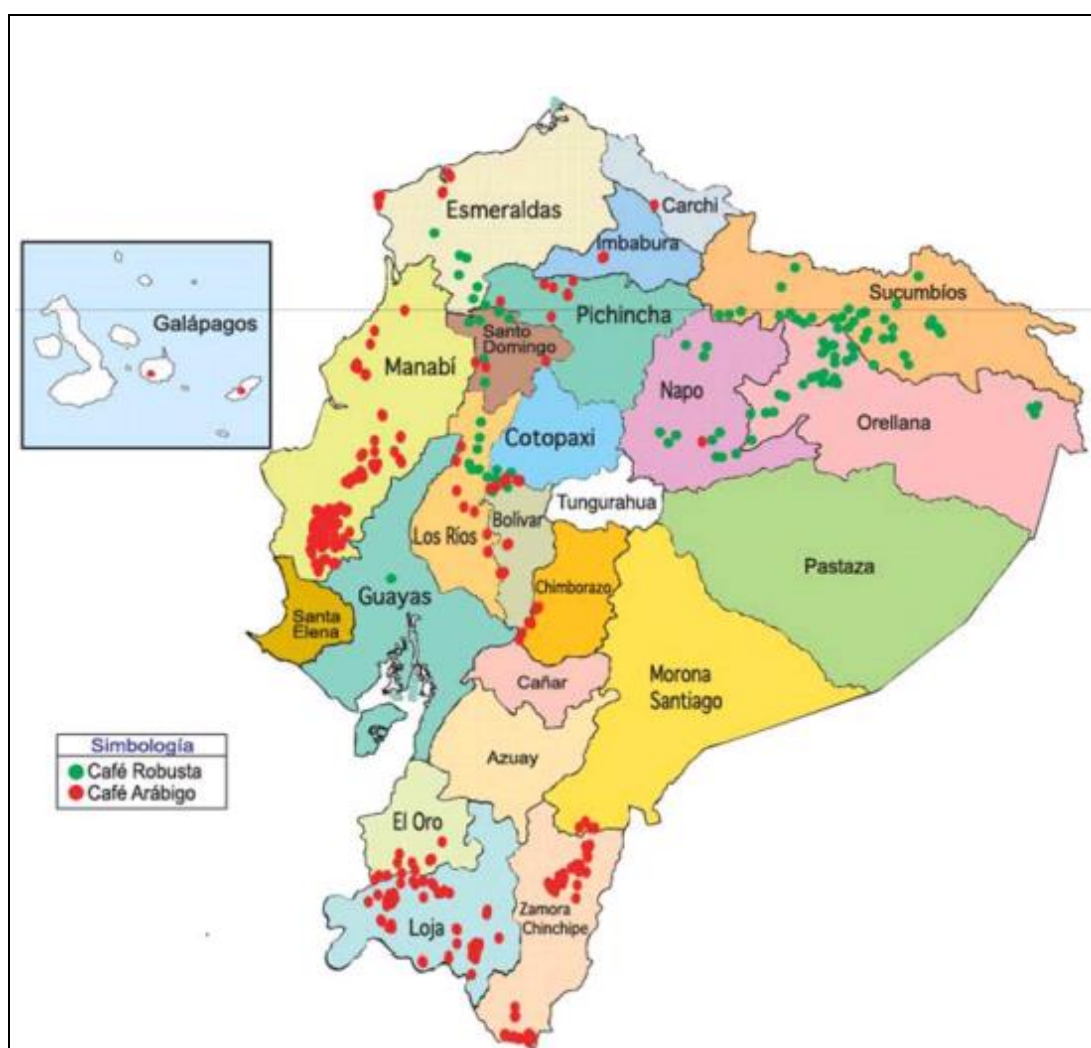 Esmeraldas
Carchi
Imbabura
Sucumbíos
Galápagos
Pichincha
Santo
Domingo
Manabí
Napo
Orellana
Cotopaxi
Tungurahua
Bolívar
Los Ríos
Pastaza
Chimborazo
Guayas
Santa
Elena
Cañar
Morona
Santiago
Simbología
Café Robusta
Café Arábigo
Azuay
El Oro
Zamora
Chinchipe
Loja